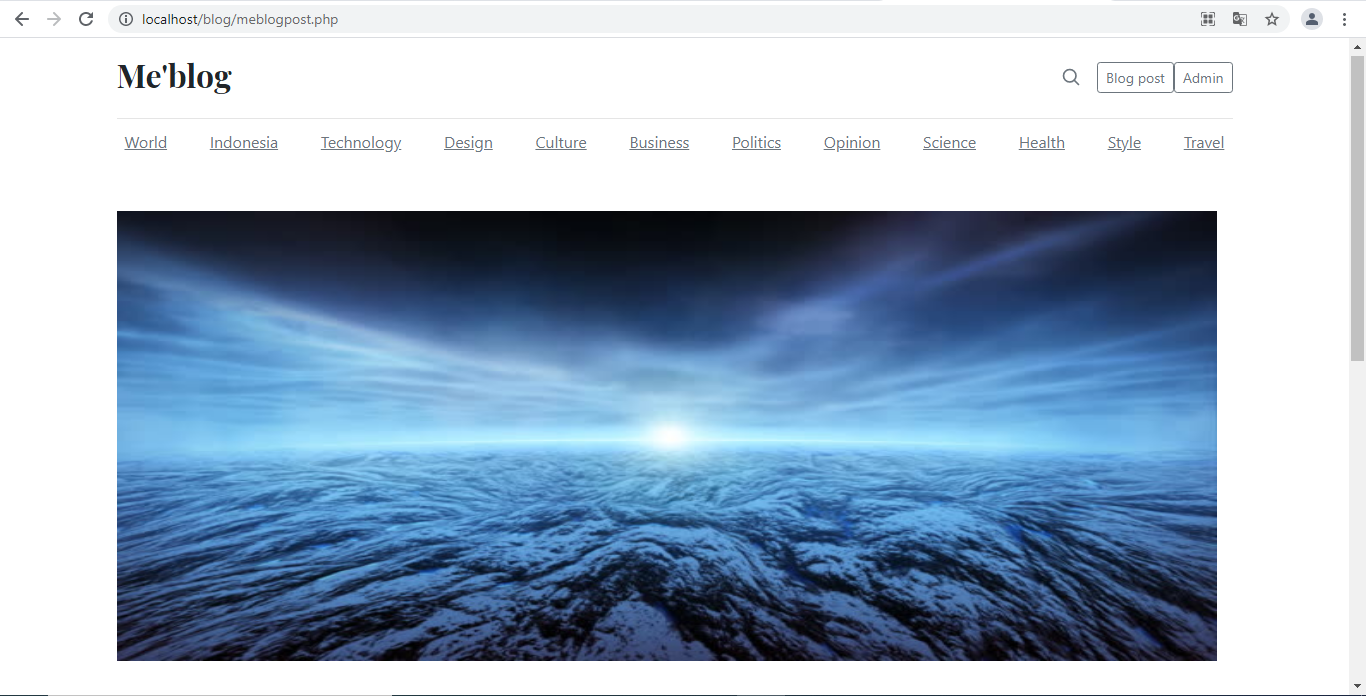 localhost/blog/meblogpost.php
Me'blog
Blog post Admin
World Indonesia Technology Design Culture Business Politics Opinion Science Health Style Travel